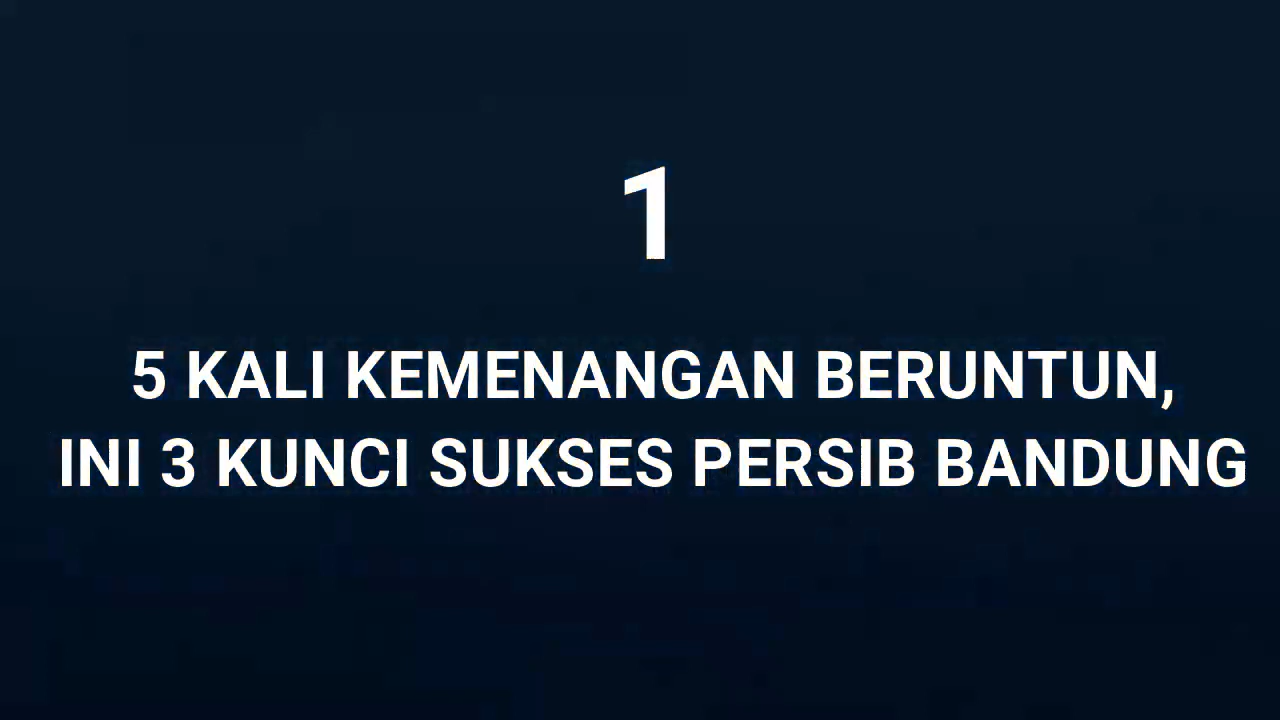 1
5 KALI KEMENANGAN BERUNTUN,
INI 3 KUNCI SUKSES PERSIB BANDUNG